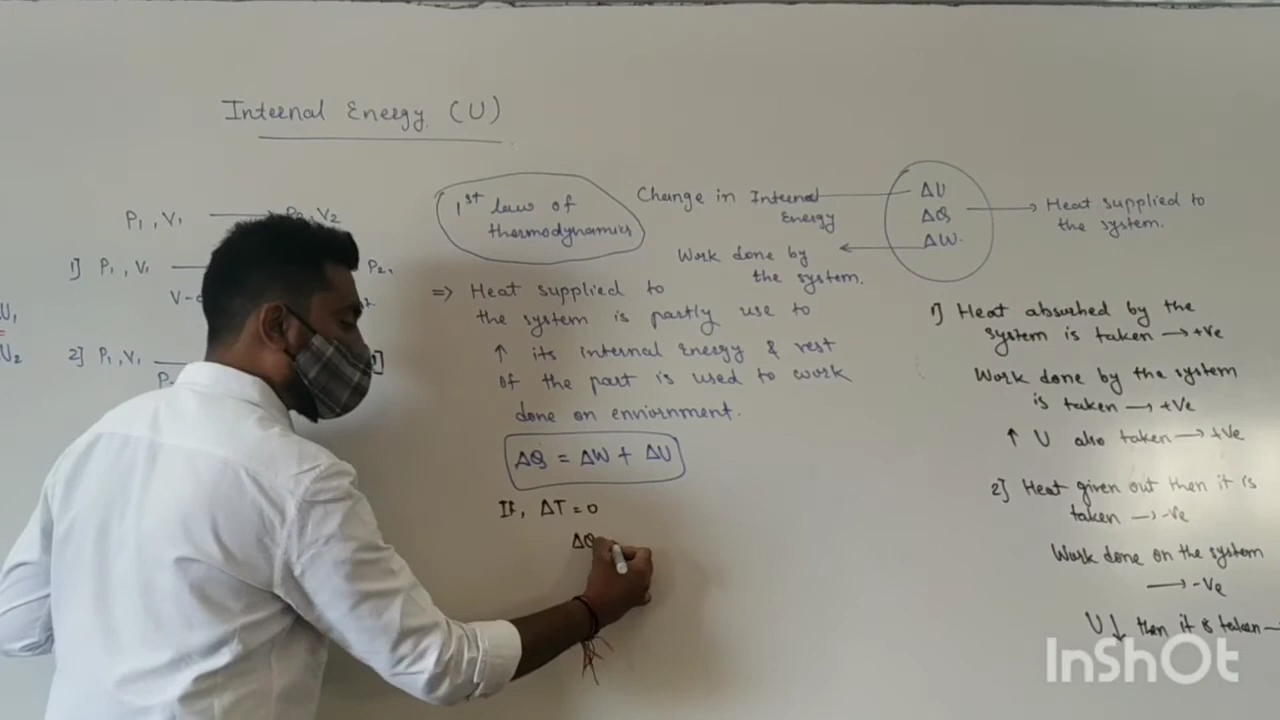 Internal Energy (U)
P₁, V₁ ⟶ P₂, V₂
1] P₁, V₁ — P₂,
V-
U₁
U₂
2] P₁, V₁ —
P-
1st law of
thermodynamics
Change in Internal
Energy
ΔU
ΔQ ⟶ Heat supplied to
the system.
ΔW.
Work done by
the system.
=> Heat supplied to
the system is partly use to
↑ its internal energy & rest
of the part is used to work
done on enviornment.
ΔQ = ΔW + ΔU
If, ΔT = 0
ΔQ
1) Heat absorbed by the
system is taken ⟶ +ve
Work done by the system
is taken ⟶ +ve
↑ U also taken ⟶ +ve
2] Heat given out then it is
taken ⟶ -ve
Work done on the system
⟶ -ve
U↓ then it is taken —
InShOt